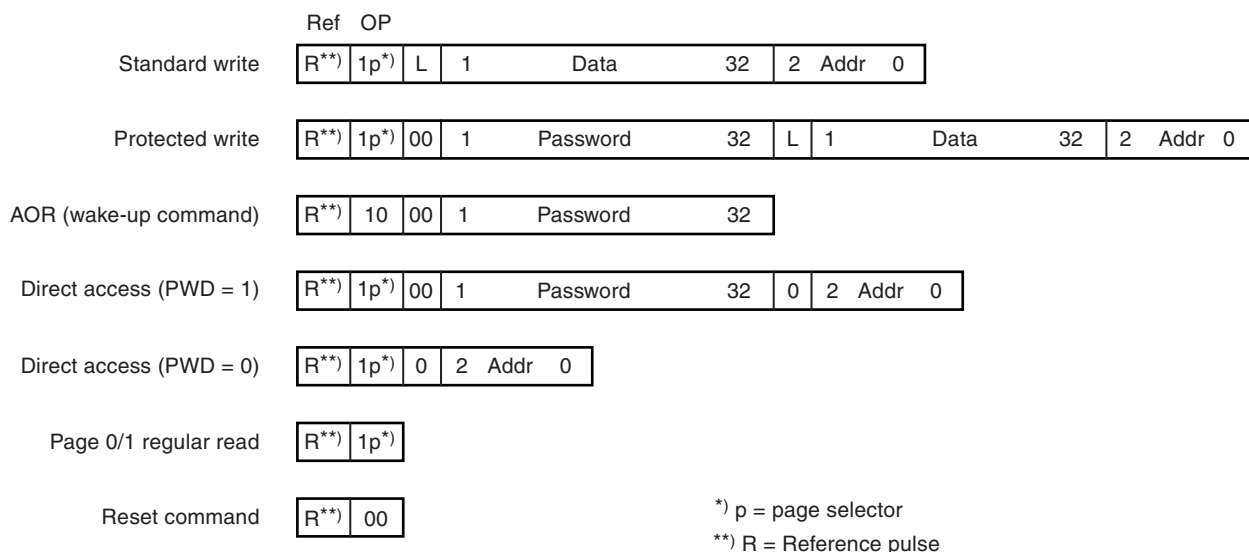 Ref OP
Standard write R**) 1p*) L 1 Data 32 2 Addr 0
Protected write R**) 1p*) 00 1 Password 32 L 1 Data 32 2 Addr 0
AOR (wake-up command) R**) 10 00 1 Password 32
Direct access (PWD = 1) R**) 1p*) 00 1 Password 32 0 2 Addr 0
Direct access (PWD = 0) R**) 1p*) 0 2 Addr 0
Page 0/1 regular read R**) 1p*)
Reset command R**) 00
*) p = page selector
**) R = Reference pulse